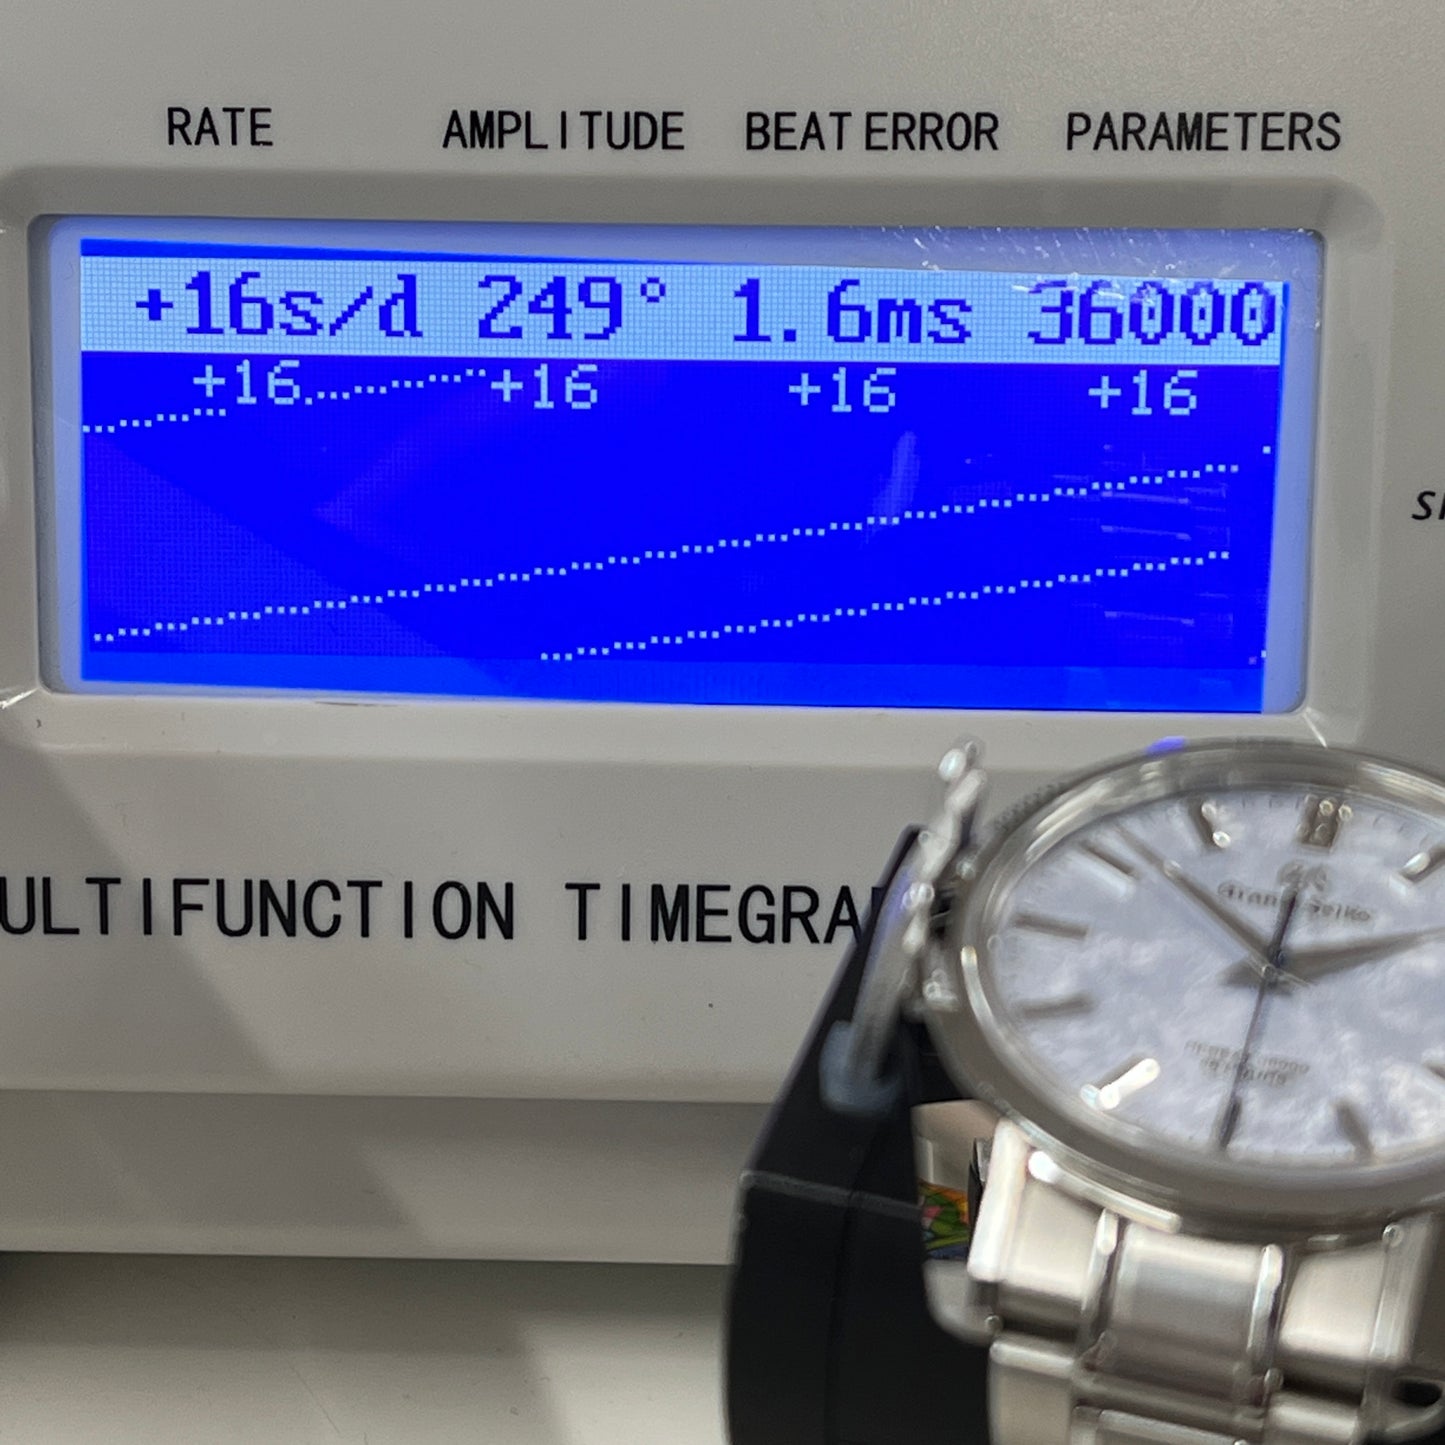 RATE AMPLITUDE BEAT ERROR PARAMETERS
+16s/d 249° 1.6ms 36000
+16 +16 +16 +16
ULTIFUNCTION TIMEGRA
Grand Seiko